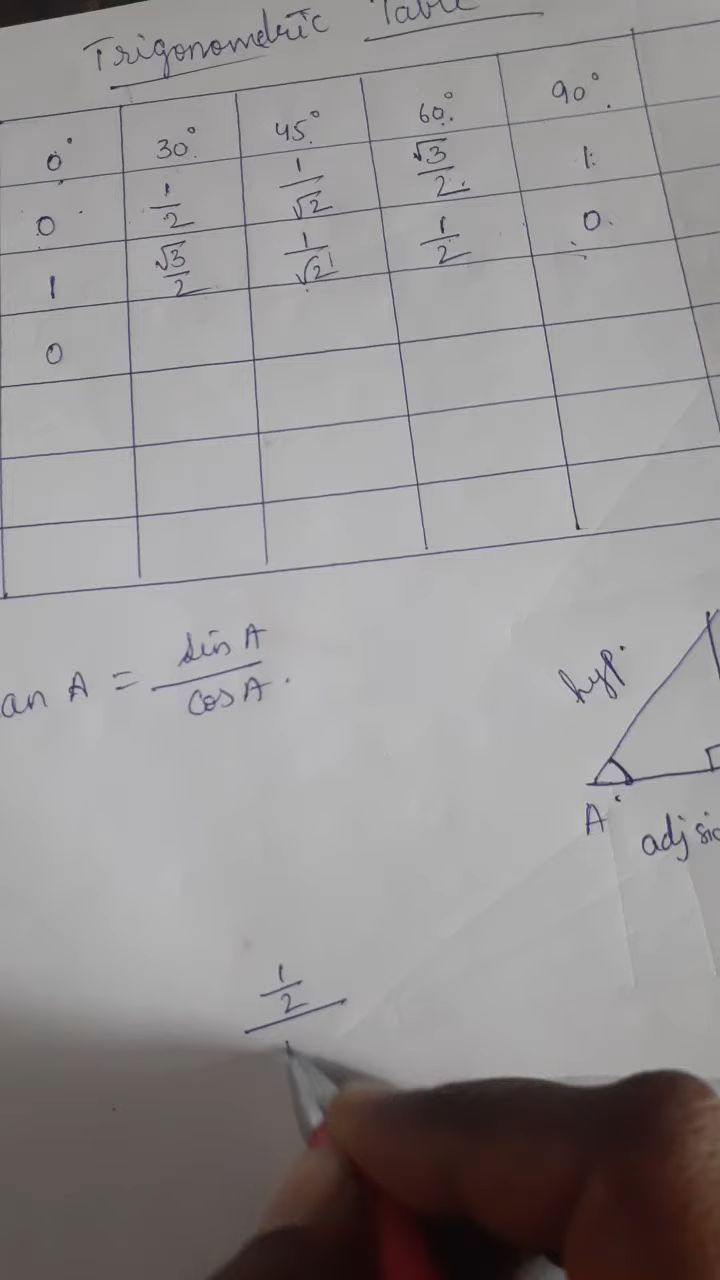 Trigonometric Table
0° 30° 45° 60° 90°
0 1/2 1/√2 √3/2 1
1 √3/2 1/√2 1/2 0
0
an A = sin A / cos A
hyp.
A
adj si
1/2